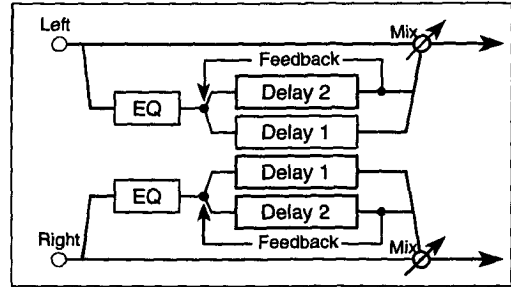 Left
Mix
Feedback
Delay 2
EQ
Delay 1
Delay 1
EQ
Delay 2
Right
Feedback
Mix